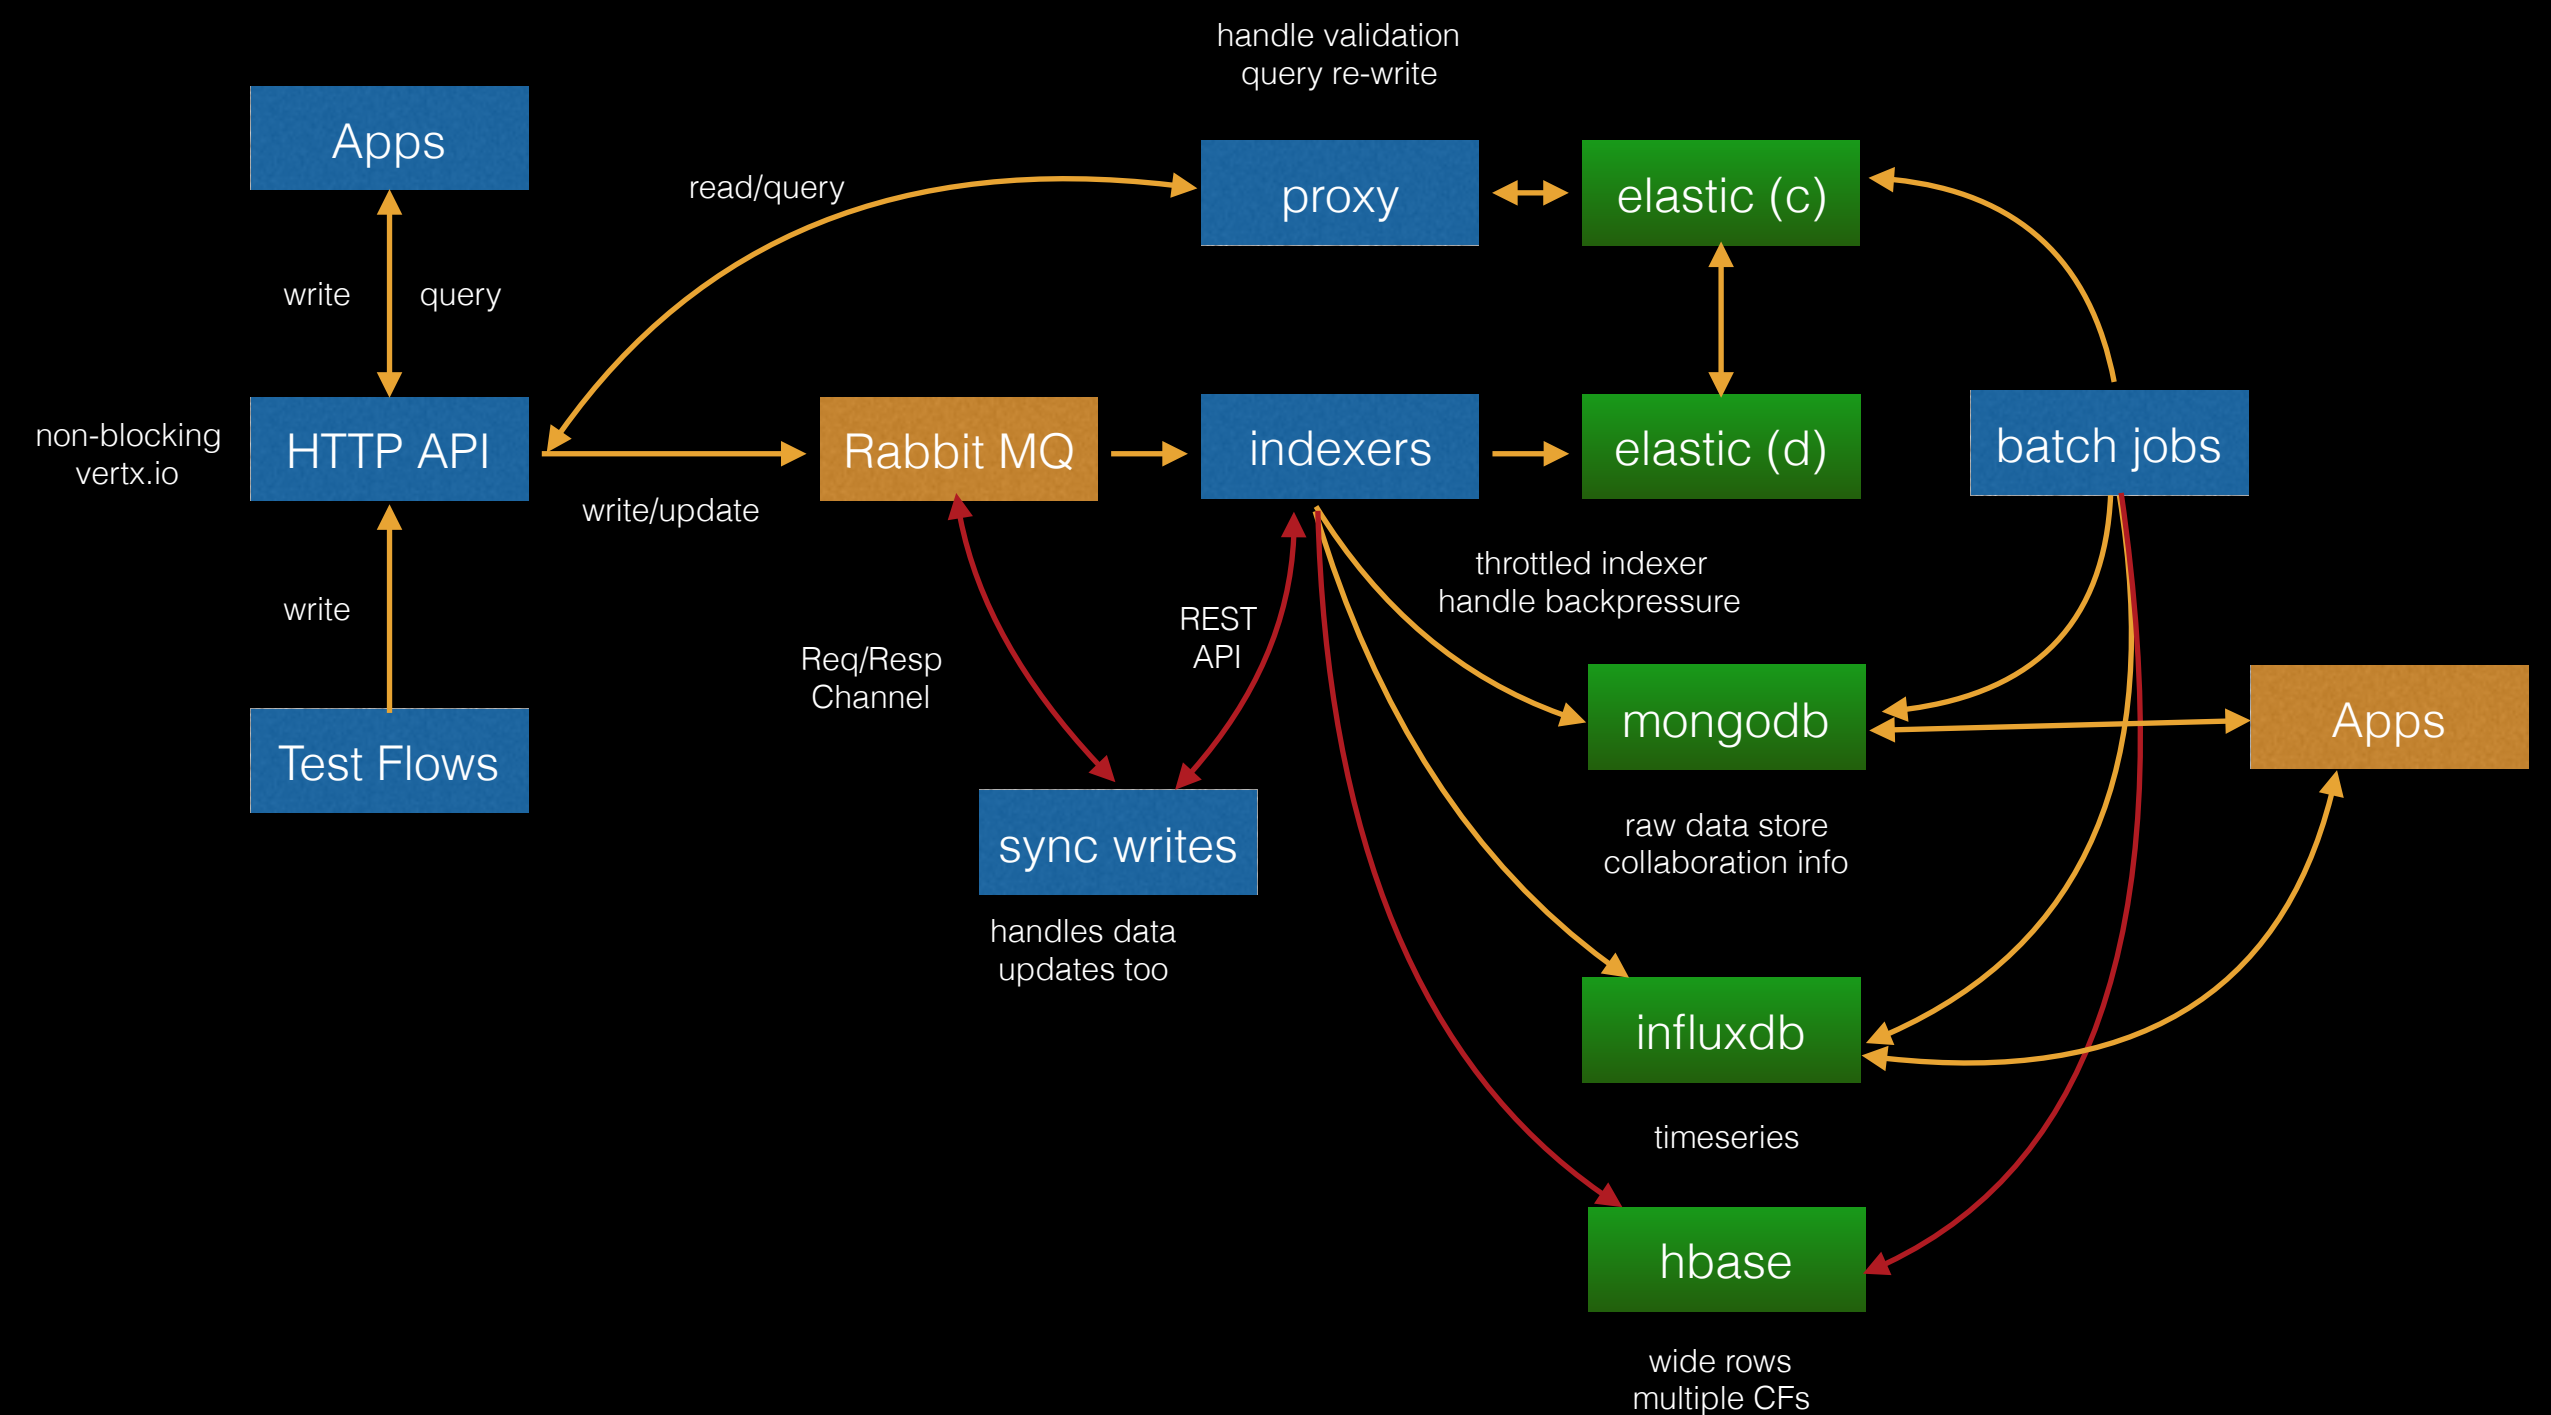 handle validation
query re-write
Apps
read/query
proxy
elastic (c)
write
query
non-blocking
vertx.io
HTTP API
write/update
Rabbit MQ
indexers
elastic (d)
batch jobs
throttled indexer
handle backpressure
write
REST
API
Req/Resp
Channel
Test Flows
mongodb
Apps
sync writes
raw data store
collaboration info
handles data
updates too
influxdb
timeseries
hbase
wide rows
multiple CFs